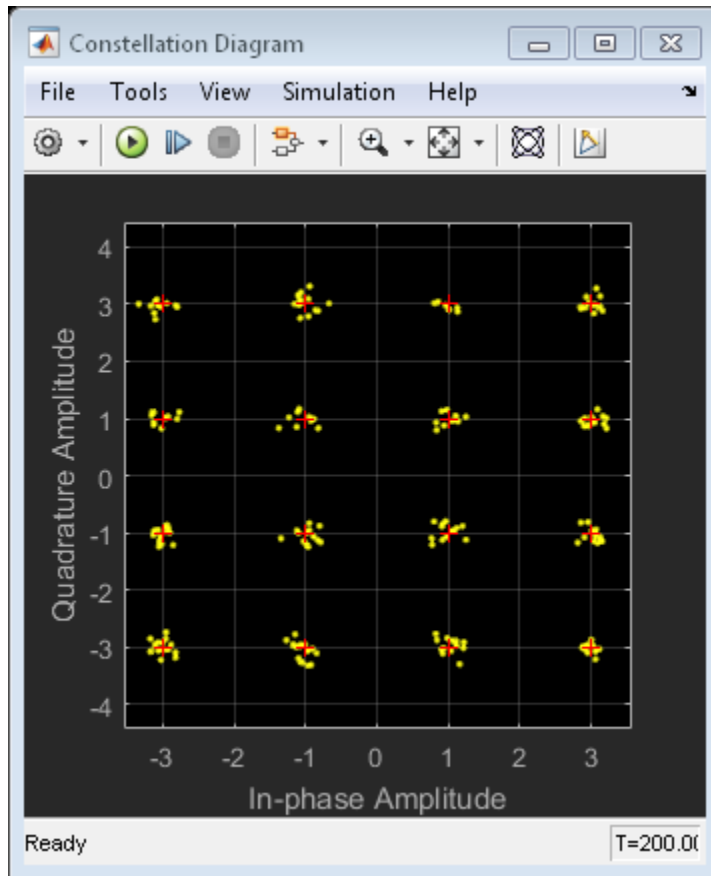 Constellation Diagram
File Tools View Simulation Help
4
3
2
1
0
-1
-2
-3
-4
Quadrature Amplitude
-3 -2 -1 0 1 2 3
In-phase Amplitude
Ready T=200.00